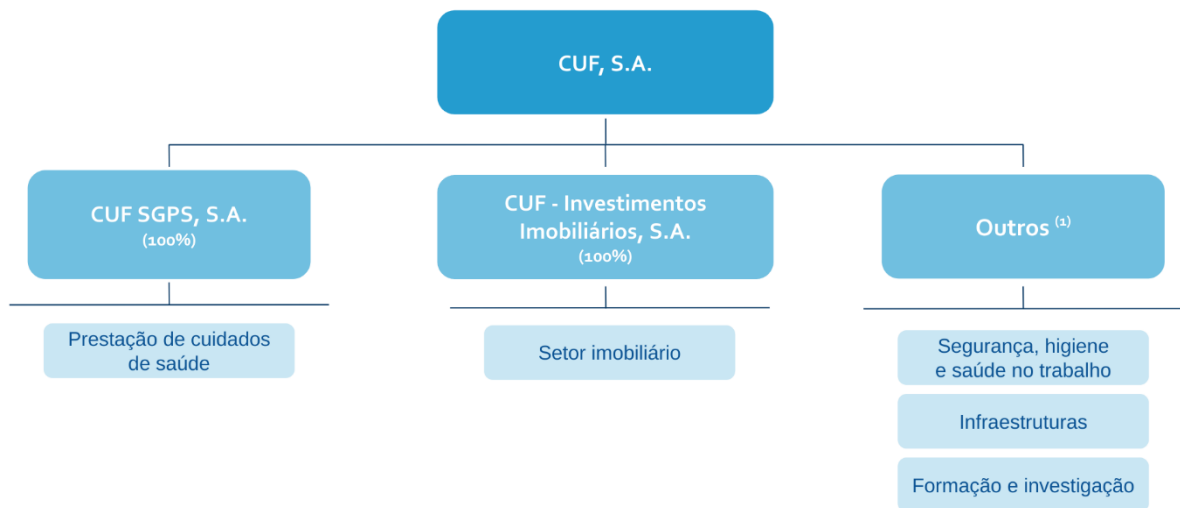 CUF, S.A.
CUF SGPS, S.A.
(100%)
CUF - Investimentos
Imobiliários, S.A.
(100%)
Outros (1)
Prestação de cuidados
de saúde
Setor imobiliário
Segurança, higiene
e saúde no trabalho
Infraestruturas
Formação e investigação